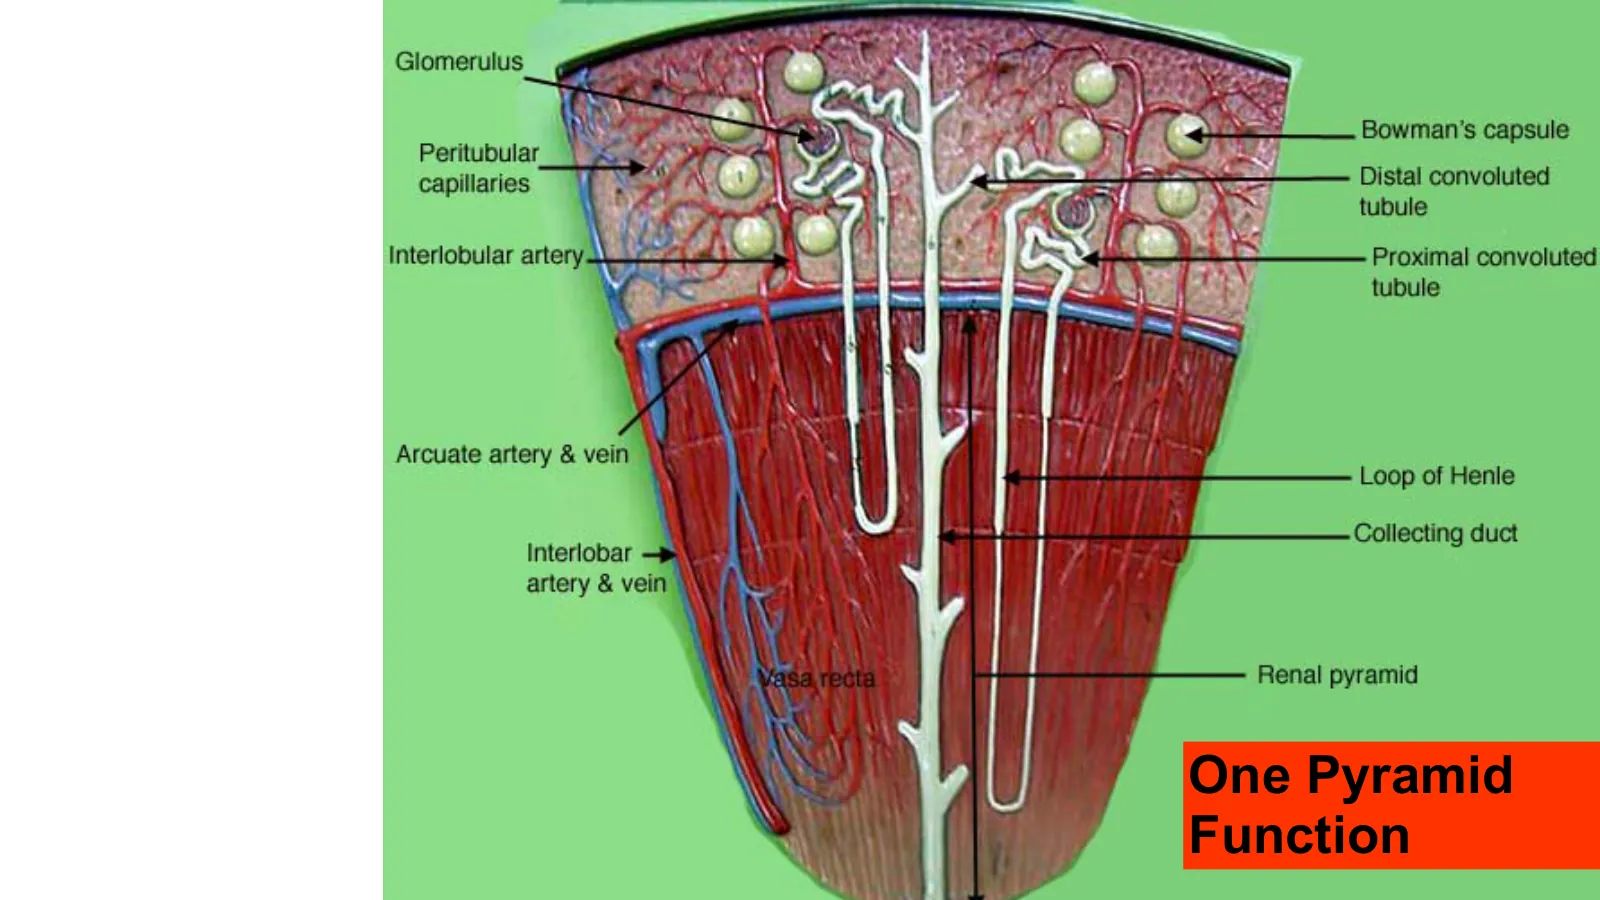 Glomerulus
Peritubular
capillaries
Interlobular artery
Arcuate artery & vein
Interlobar
artery & vein
Vasa recta
Bowman's capsule
Distal convoluted
tubule
Proximal convoluted
tubule
Loop of Henle
Collecting duct
Renal pyramid
One Pyramid
Function